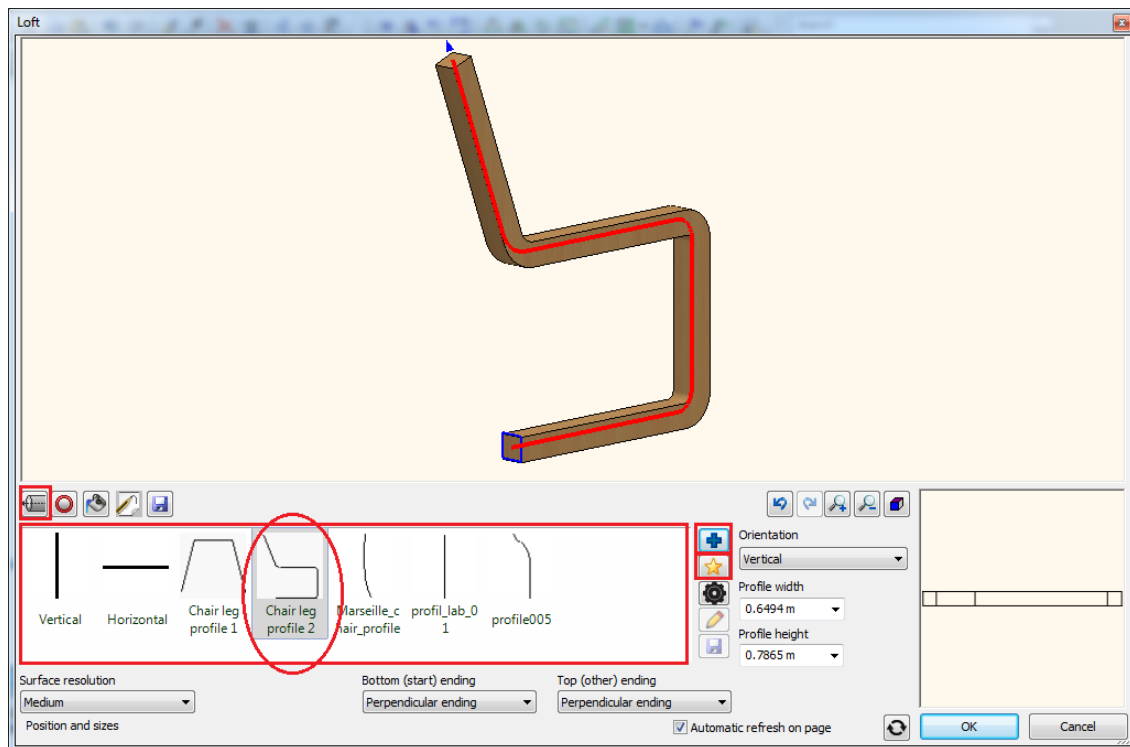 Loft
Search
Orientation
Vertical
Profile width
0.6494 m
Profile height
0.7865 m
Vertical
Horizontal
Chair leg
profile 1
Chair leg
profile 2
Marseille_c
hair_profile
profil_lab_0
1
profile005
Surface resolution
Medium
Bottom (start) ending
Perpendicular ending
Top (other) ending
Perpendicular ending
Position and sizes
Automatic refresh on page
OK
Cancel